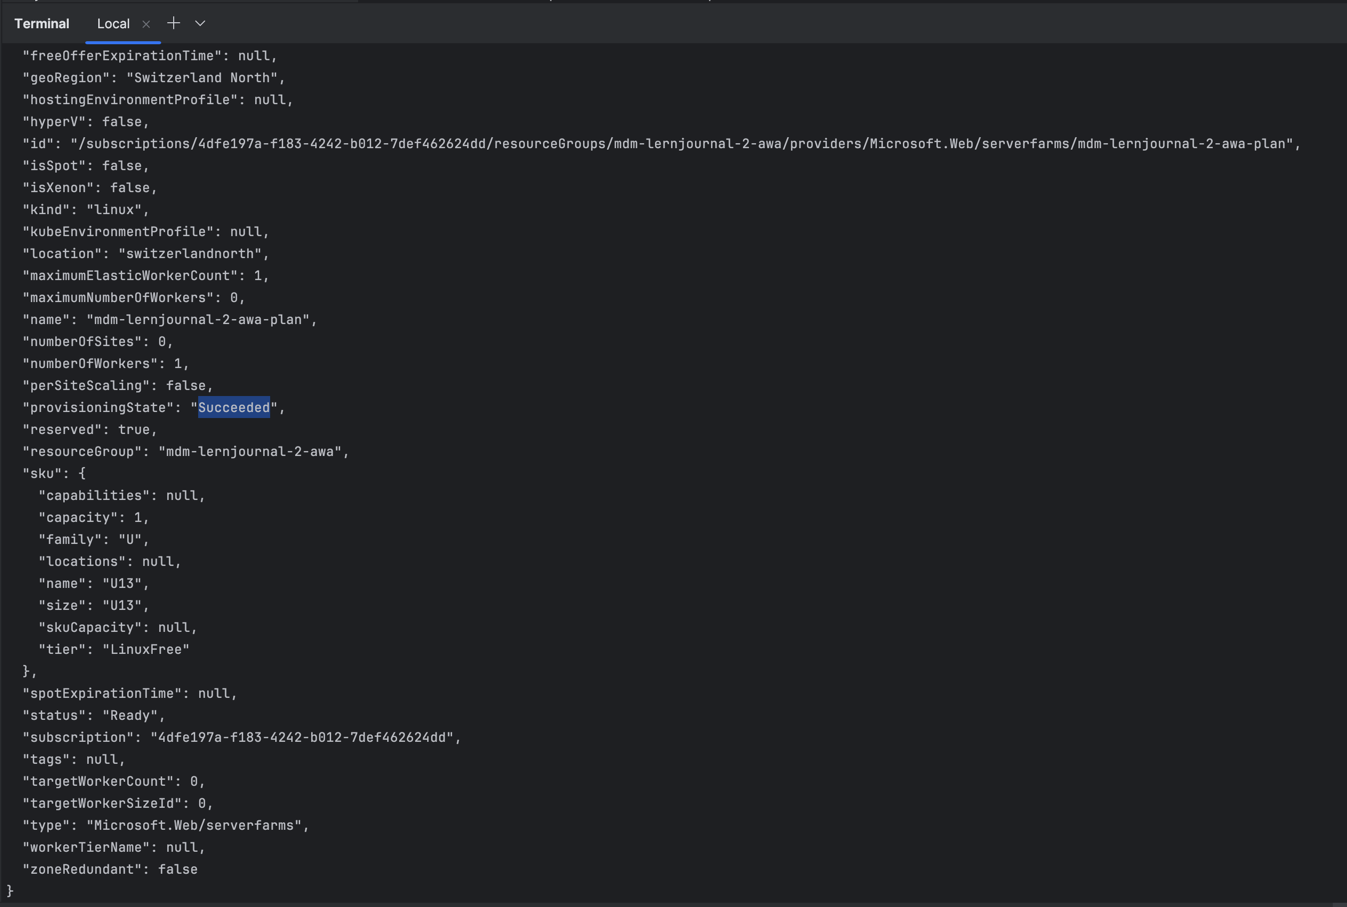 Terminal Local
"freeOfferExpirationTime": null,
"geoRegion": "Switzerland North",
"hostingEnvironmentProfile": null,
"hyperV": false,
"id": "/subscriptions/4dfe197a-f183-4242-b012-7def462624dd/resourceGroups/mdm-lernjournal-2-awa/providers/Microsoft.Web/serverfarms/mdm-lernjournal-2-awa-plan",
"isSpot": false,
"isXenon": false,
"kind": "linux",
"kubeEnvironmentProfile": null,
"location": "switzerlandnorth",
"maximumElasticWorkerCount": 1,
"maximumNumberOfWorkers": 0,
"name": "mdm-lernjournal-2-awa-plan",
"numberOfSites": 0,
"numberOfWorkers": 1,
"perSiteScaling": false,
"provisioningState": "Succeeded",
"reserved": true,
"resourceGroup": "mdm-lernjournal-2-awa",
"sku": {
"capabilities": null,
"capacity": 1,
"family": "U",
"locations": null,
"name": "U13",
"size": "U13",
"skuCapacity": null,
"tier": "LinuxFree"
},
"spotExpirationTime": null,
"status": "Ready",
"subscription": "4dfe197a-f183-4242-b012-7def462624dd",
"tags": null,
"targetWorkerCount": 0,
"targetWorkerSizeId": 0,
"type": "Microsoft.Web/serverfarms",
"workerTierName": null,
"zoneRedundant": false
}